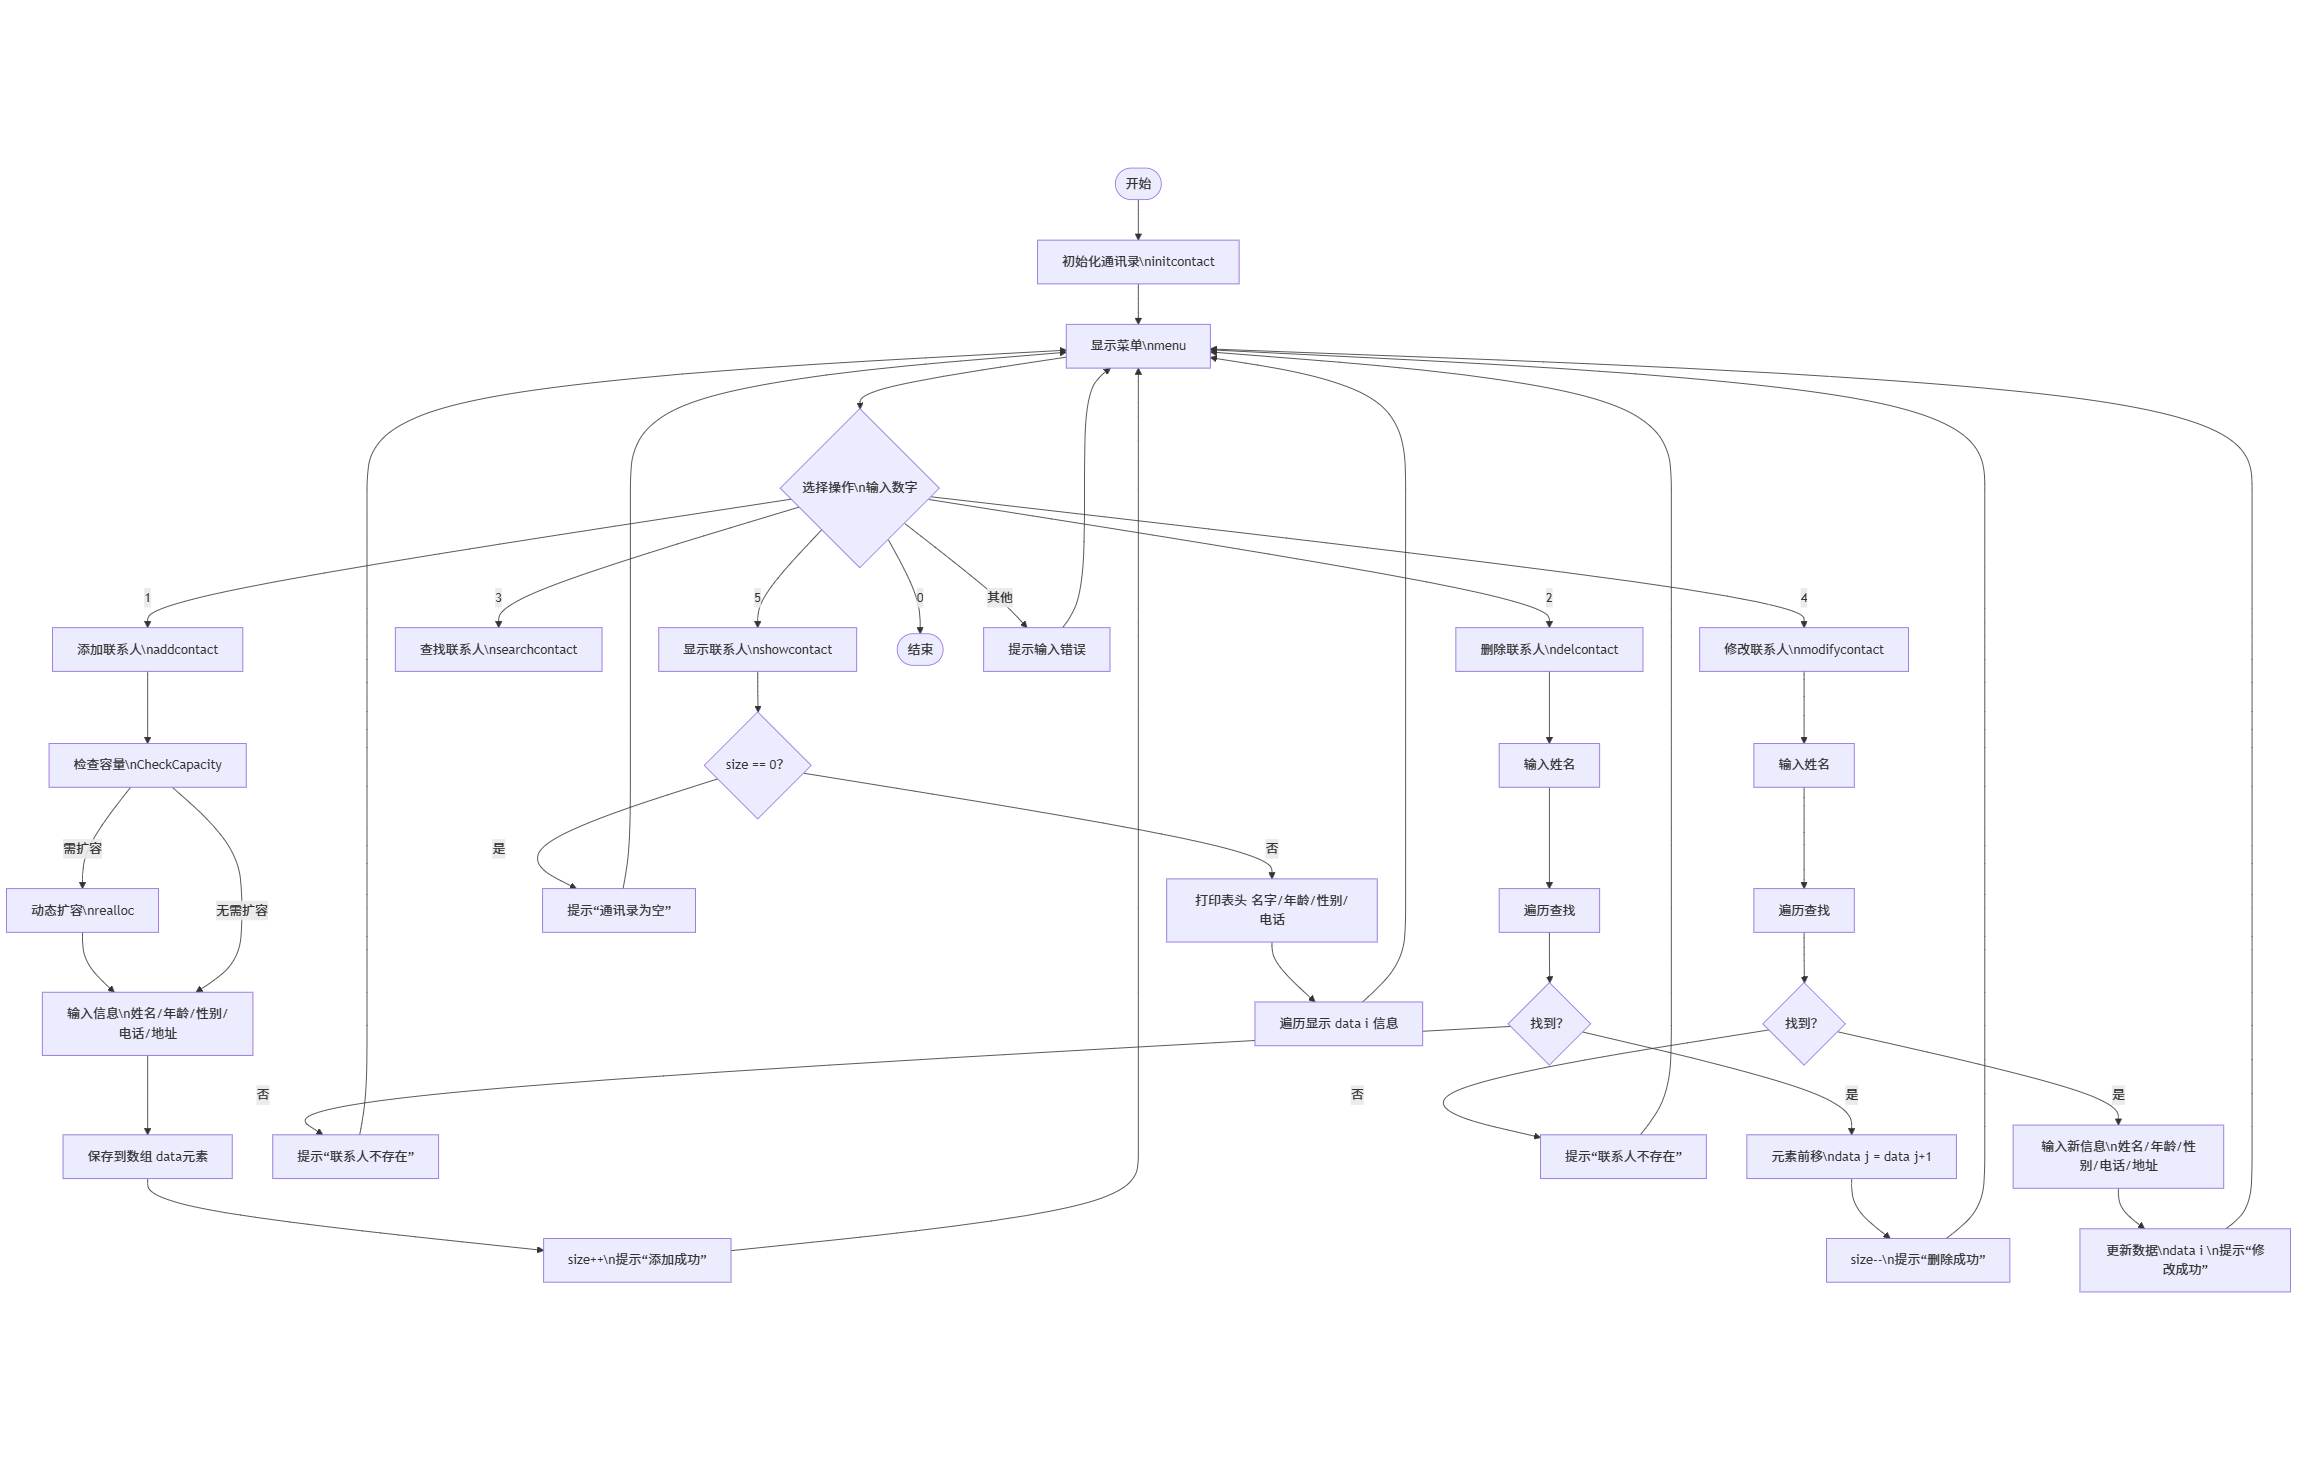 开始
初始化通讯录\ninitcontact
显示菜单\nmenu
选择操作\n输入数字
1
3
5
0
其他
2
4
添加联系人\naddcontact
查找联系人\nsearchcontact
显示联系人\nshowcontact
结束
提示输入错误
删除联系人\ndelcontact
修改联系人\nmodifycontact
检查容量\nCheckCapacity
size == 0?
输入姓名
输入姓名
需扩容
是
否
动态扩容\nrealloc
无需扩容
提示“通讯录为空”
打印表头 名字/年龄/性别/
电话
遍历查找
遍历查找
输入信息\n姓名/年龄/性别/
电话/地址
遍历显示 data i 信息
找到?
找到?
否
否
是
是
保存到数组 data元素
提示“联系人不存在”
提示“联系人不存在”
元素前移\ndata j = data j+1
输入新信息\n姓名/年龄/性
别/电话/地址
size++\n提示“添加成功”
size--\n提示“删除成功”
更新数据\ndata i \n提示“修
改成功”